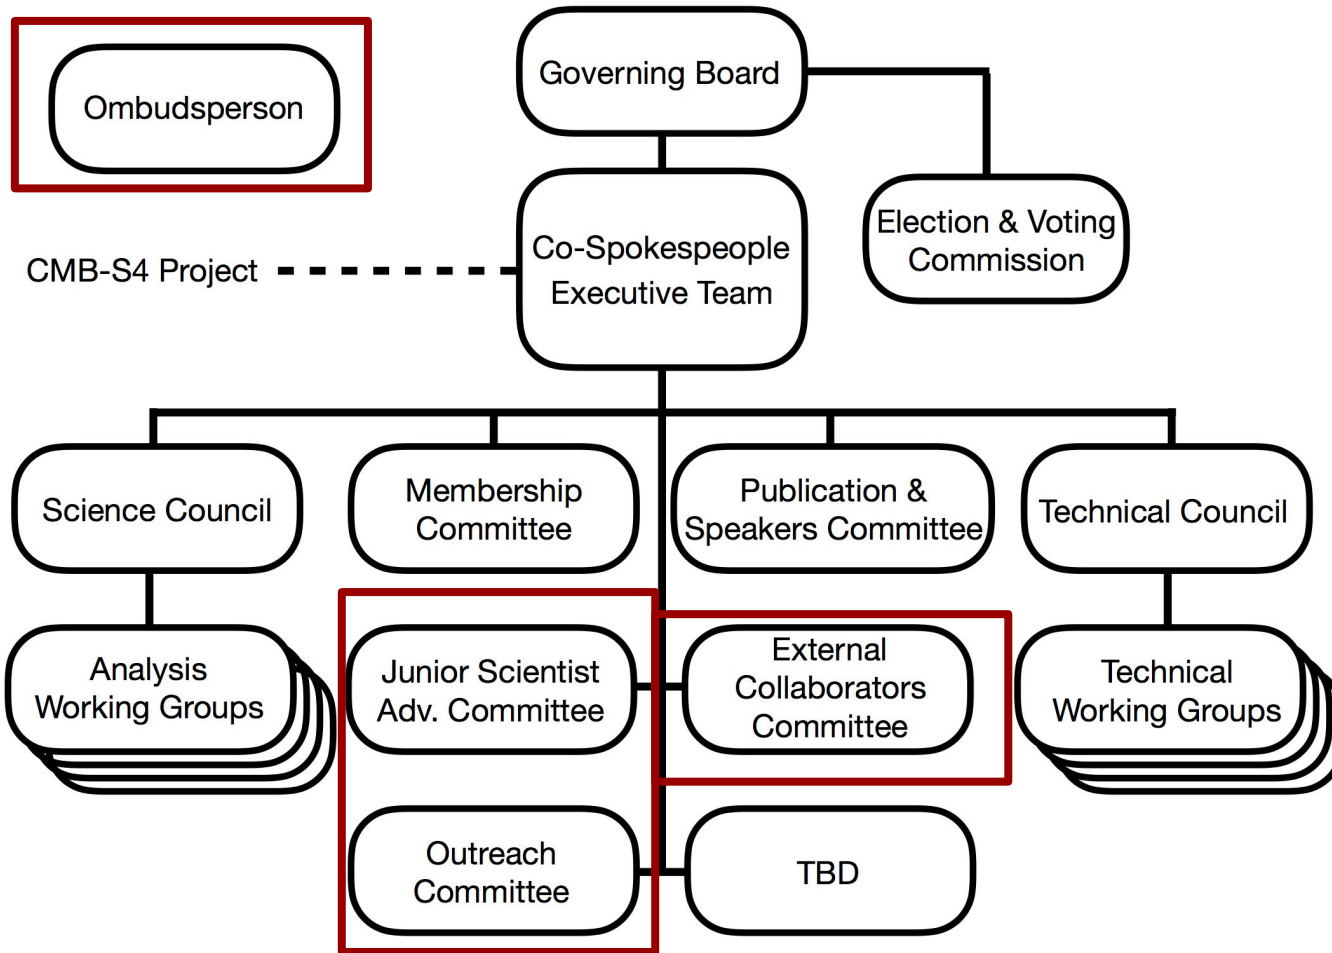 Ombudsperson
Governing Board
Election & Voting
Commission
Co-Spokespeople
Executive Team
CMB-S4 Project
Science Council
Membership
Committee
Publication &
Speakers Committee
Technical Council
Analysis
Working Groups
Junior Scientist
Adv. Committee
External
Collaborators
Committee
Technical
Working Groups
Outreach
Committee
TBD